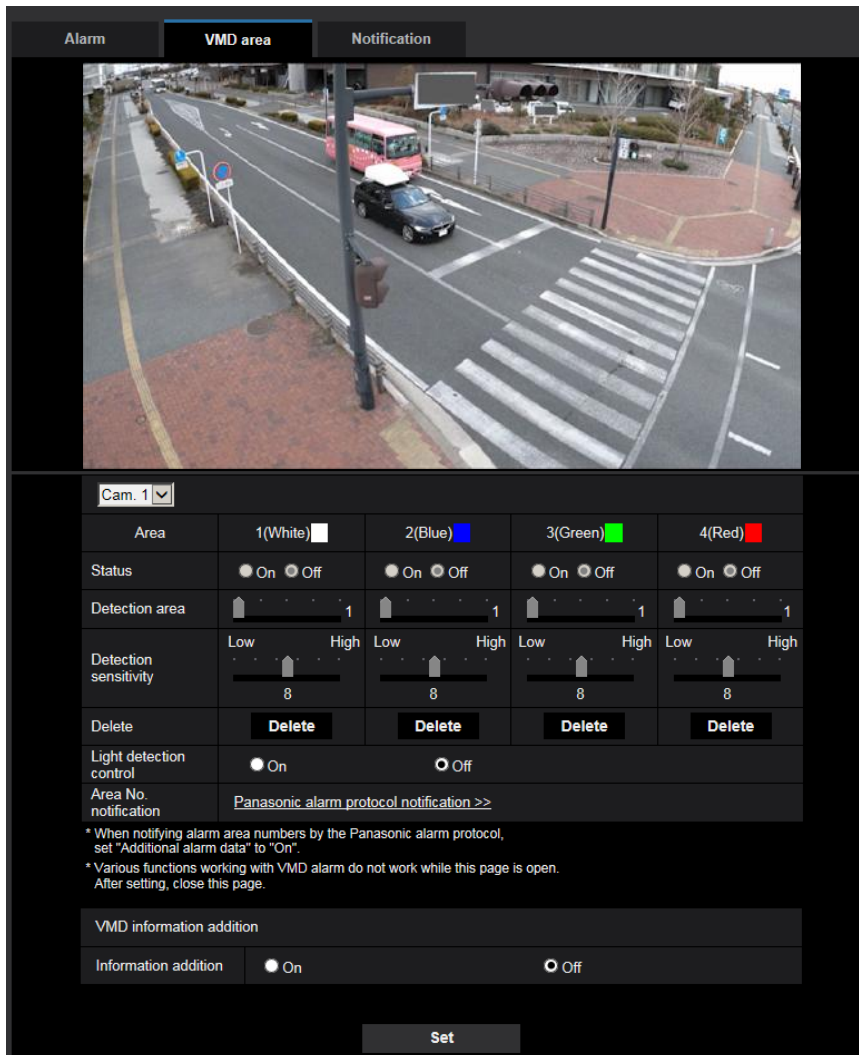 Alarm VMD area Notification
Cam. 1
Area 1(White) 2(Blue) 3(Green) 4(Red)
Status On Off On Off On Off On Off
Detection area 1 1 1 1
Low High Low High Low High Low High
Detection
sensitivity
8 8 8 8
Delete Delete Delete Delete Delete
Light detection
control
On Off
Area No.
notification
Panasonic alarm protocol notification >>
* When notifying alarm area numbers by the Panasonic alarm protocol,
set "Additional alarm data" to "On".
* Various functions working with VMD alarm do not work while this page is open.
After setting, close this page.
VMD information addition
Information addition On Off
Set